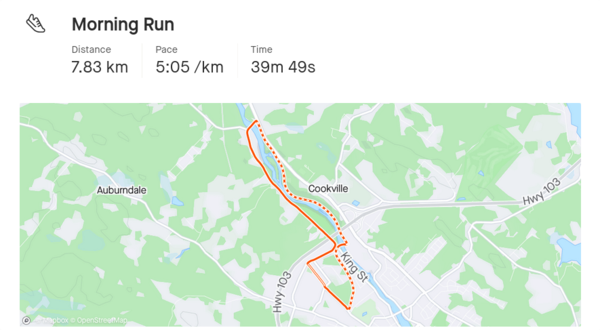 Morning Run
Distance Pace Time
7.83 km 5:05 /km 39m 49s
Auburndale
Cookville
Hwy 103
King St
Hwy 103
© Mapbox © OpenStreetMap